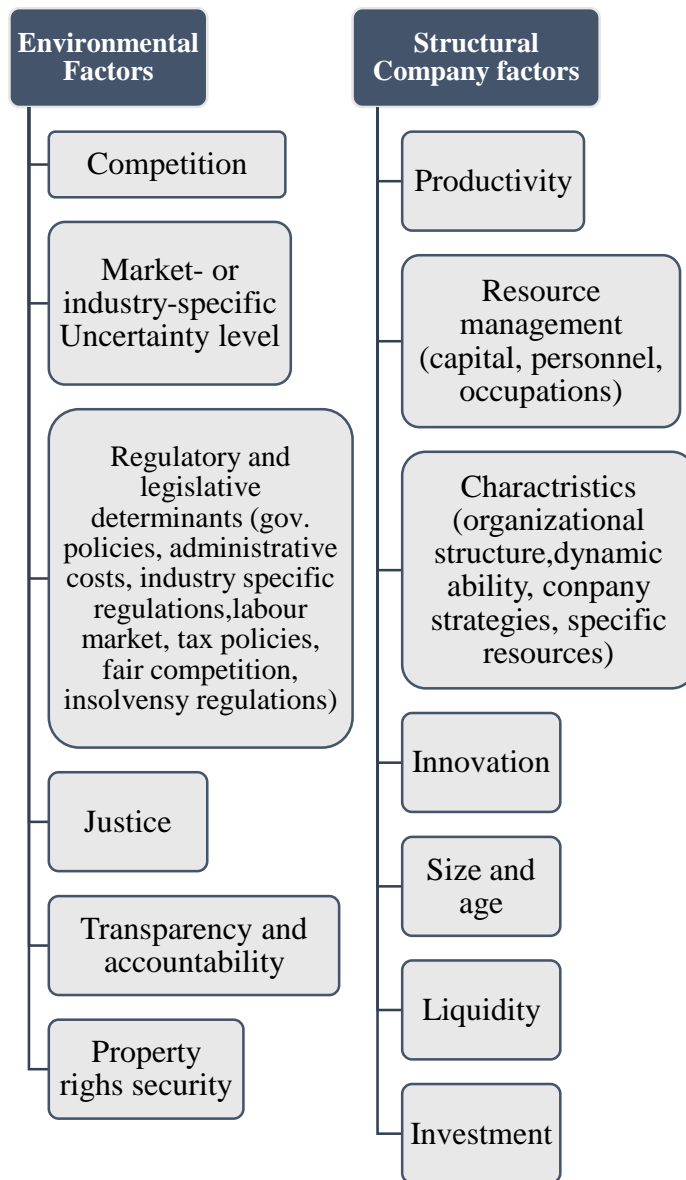 Environmental
Factors
Competition
Market- or
industry-specific
Uncertainty level
Regulatory and
legislative
determinants (gov.
policies, administrative
costs, industry specific
regulations,labour
market, tax policies,
fair competition,
insolvensy regulations)
Justice
Transparency and
accountability
Property
righs security
Structural
Company factors
Productivity
Resource
management
(capital, personnel,
occupations)
Charactristics
(organizational
structure,dynamic
ability, conpany
strategies, specific
resources)
Innovation
Size and
age
Liquidity
Investment